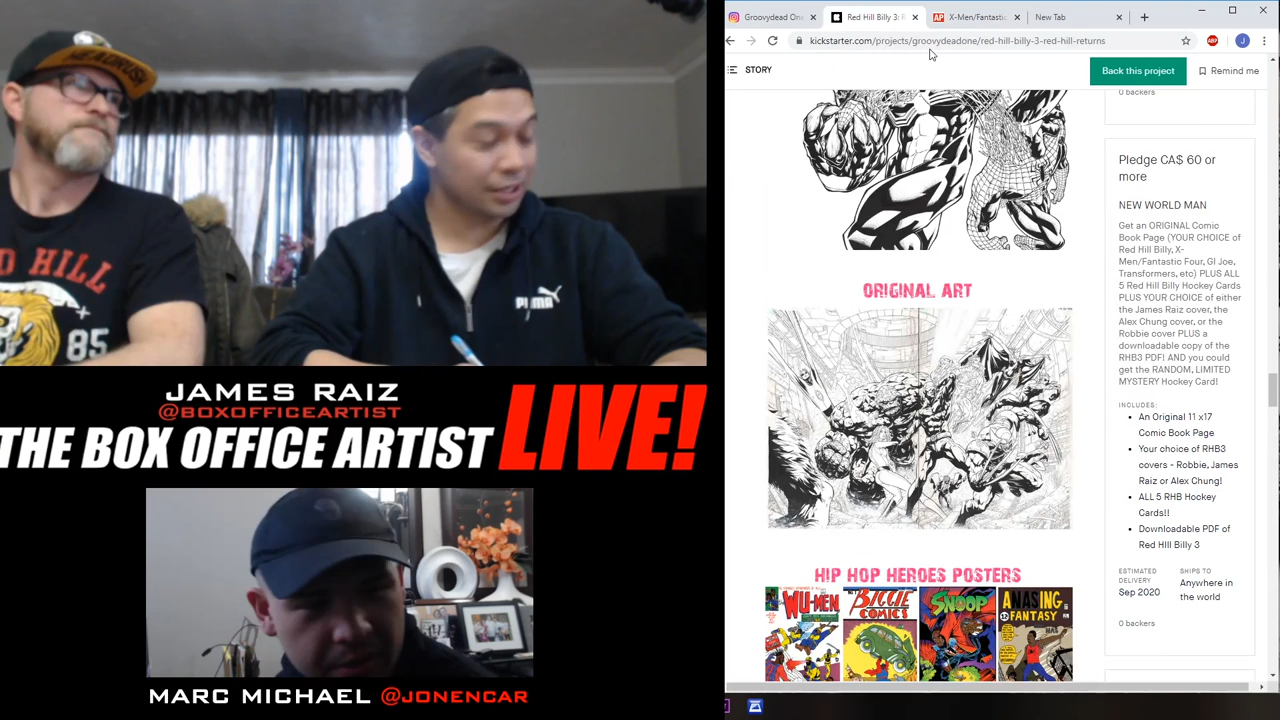 HEADRUSH
D HILL
85
PUMA
JAMES RAIZ
@BOXOFFICEARTIST
THE BOX OFFICE ARTIST LIVE!
MARC MICHAEL @JONENCAR
Groovydead One
Red Hill Billy 3: R
X-Men/Fantastic
New Tab
kickstarter.com/projects/groovydeadone/red-hill-billy-3-red-hill-returns
STORY
Back this project
Remind me
ORIGINAL ART
HIP HOP HEROES POSTERS
WU-MEN
BIGGIE
COMICS
SNOOP
AMASING
FANTASY
0 backers
Pledge CA$ 60 or
more
NEW WORLD MAN
Get an ORIGINAL Comic
Book Page (YOUR CHOICE of
Red Hill Billy, X-
Men/Fantastic Four, GI Joe,
Transformers, etc) PLUS ALL
5 Red Hill Billy Hockey Cards
PLUS YOUR CHOICE of either
the James Raiz cover, the
Alex Chung cover, or the
Robbie cover PLUS a
downloadable copy of the
RHB3 PDF! AND you could
get the RANDOM, LIMITED
MYSTERY Hockey Card!
INCLUDES:
An Original 11 x17
Comic Book Page
Your choice of RHB3
covers - Robbie, James
Raiz or Alex Chung!
ALL 5 RHB Hockey
Cards!!
Downloadable PDF of
Red HIll Billy 3
ESTIMATED
DELIVERY
Sep 2020
SHIPS TO
Anywhere in
the world
0 backers